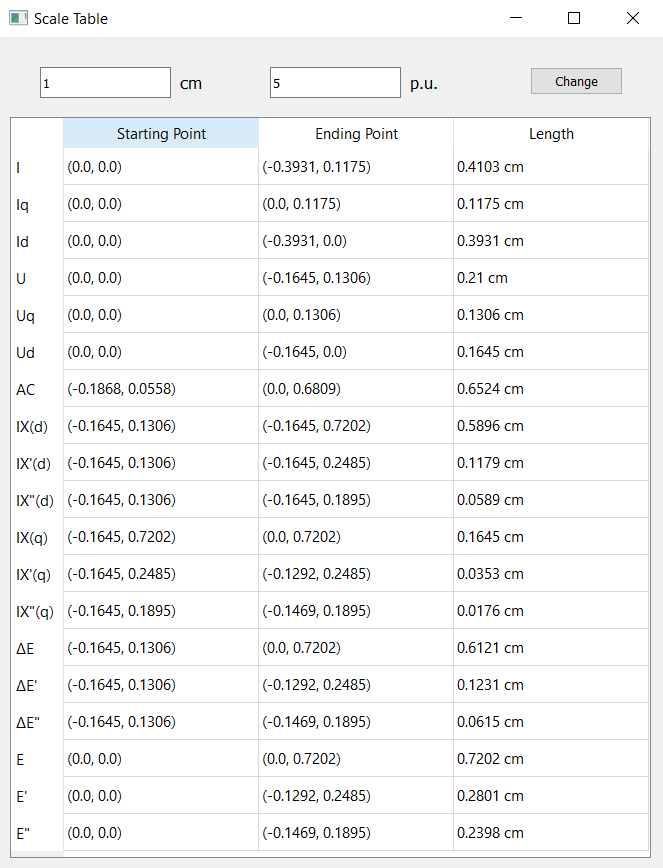 Scale Table
1 cm 5 p.u. Change
Starting Point Ending Point Length
I (0.0, 0.0) (-0.3931, 0.1175) 0.4103 cm
Iq (0.0, 0.0) (0.0, 0.1175) 0.1175 cm
Id (0.0, 0.0) (-0.3931, 0.0) 0.3931 cm
U (0.0, 0.0) (-0.1645, 0.1306) 0.21 cm
Uq (0.0, 0.0) (0.0, 0.1306) 0.1306 cm
Ud (0.0, 0.0) (-0.1645, 0.0) 0.1645 cm
AC (-0.1868, 0.0558) (0.0, 0.6809) 0.6524 cm
IX(d) (-0.1645, 0.1306) (-0.1645, 0.7202) 0.5896 cm
IX'(d) (-0.1645, 0.1306) (-0.1645, 0.2485) 0.1179 cm
IX"(d) (-0.1645, 0.1306) (-0.1645, 0.1895) 0.0589 cm
IX(q) (-0.1645, 0.7202) (0.0, 0.7202) 0.1645 cm
IX'(q) (-0.1645, 0.2485) (-0.1292, 0.2485) 0.0353 cm
IX"(q) (-0.1645, 0.1895) (-0.1469, 0.1895) 0.0176 cm
ΔE (-0.1645, 0.1306) (0.0, 0.7202) 0.6121 cm
ΔE' (-0.1645, 0.1306) (-0.1292, 0.2485) 0.1231 cm
ΔE" (-0.1645, 0.1306) (-0.1469, 0.1895) 0.0615 cm
E (0.0, 0.0) (0.0, 0.7202) 0.7202 cm
E' (0.0, 0.0) (-0.1292, 0.2485) 0.2801 cm
E" (0.0, 0.0) (-0.1469, 0.1895) 0.2398 cm